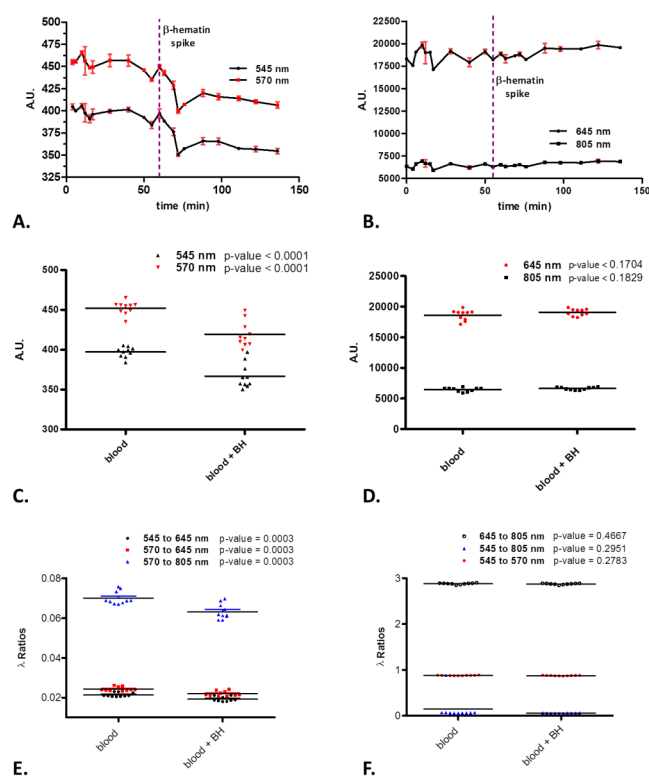 500
475
450
425
400
375
350
325
A.U.
β-hematin
spike
545 nm
570 nm
0
50
100
150
time (min)
A.
25000
22500
20000
17500
15000
12500
10000
7500
5000
A.U.
β-hematin
spike
645 nm
805 nm
0
50
100
150
time (min)
B.
545 nm p-value < 0.0001
570 nm p-value < 0.0001
500
450
400
350
300
A.U.
blood
blood + BH
C.
645 nm p-value < 0.1704
805 nm p-value < 0.1829
25000
20000
15000
10000
5000
0
A.U.
blood
blood + BH
D.
545 to 645 nm p-value = 0.0003
570 to 645 nm p-value = 0.0003
570 to 805 nm p-value = 0.0003
0.08
0.06
0.04
0.02
λ Ratios
blood
blood + BH
E.
645 to 805 nm p-value = 0.4667
545 to 805 nm p-value = 0.2951
545 to 570 nm p-value = 0.2783
3
2
1
0
λ Ratios
blood
blood + BH
F.